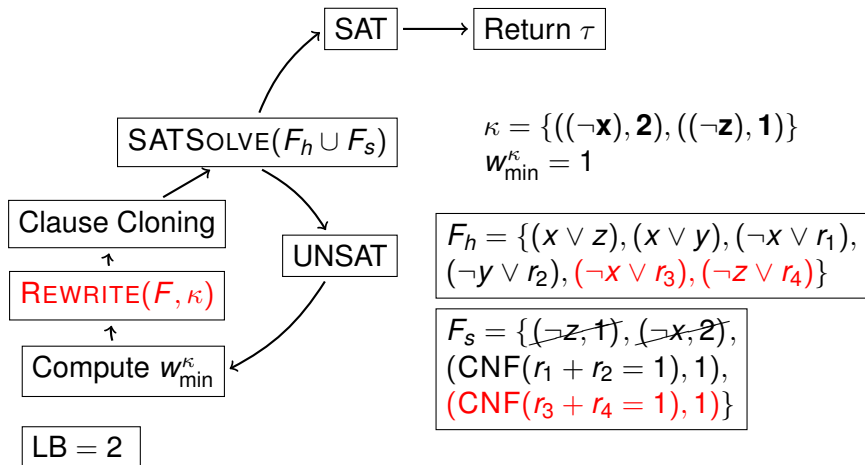 SAT
Return τ
SATSOLVE(F_h ∪ F_s)
κ = {((¬x), 2), ((¬z), 1)}
w^κ_min = 1
Clause Cloning
UNSAT
F_h = {(x ∨ z), (x ∨ y), (¬x ∨ r_1),
(¬y ∨ r_2), (¬x ∨ r_3), (¬z ∨ r_4)}
REWRITE(F, κ)
F_s = {(¬z, 1), (¬x, 2),
(CNF(r_1 + r_2 = 1), 1),
(CNF(r_3 + r_4 = 1), 1)}
Compute w^κ_min
LB = 2